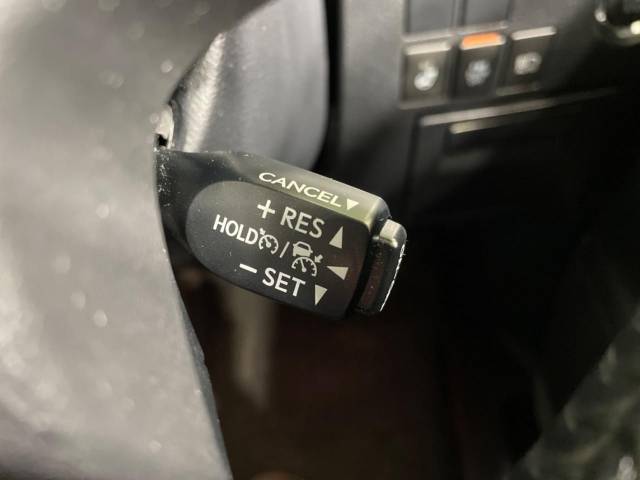 CANCEL▼
+ RES ▲
HOLD /
− SET ▼